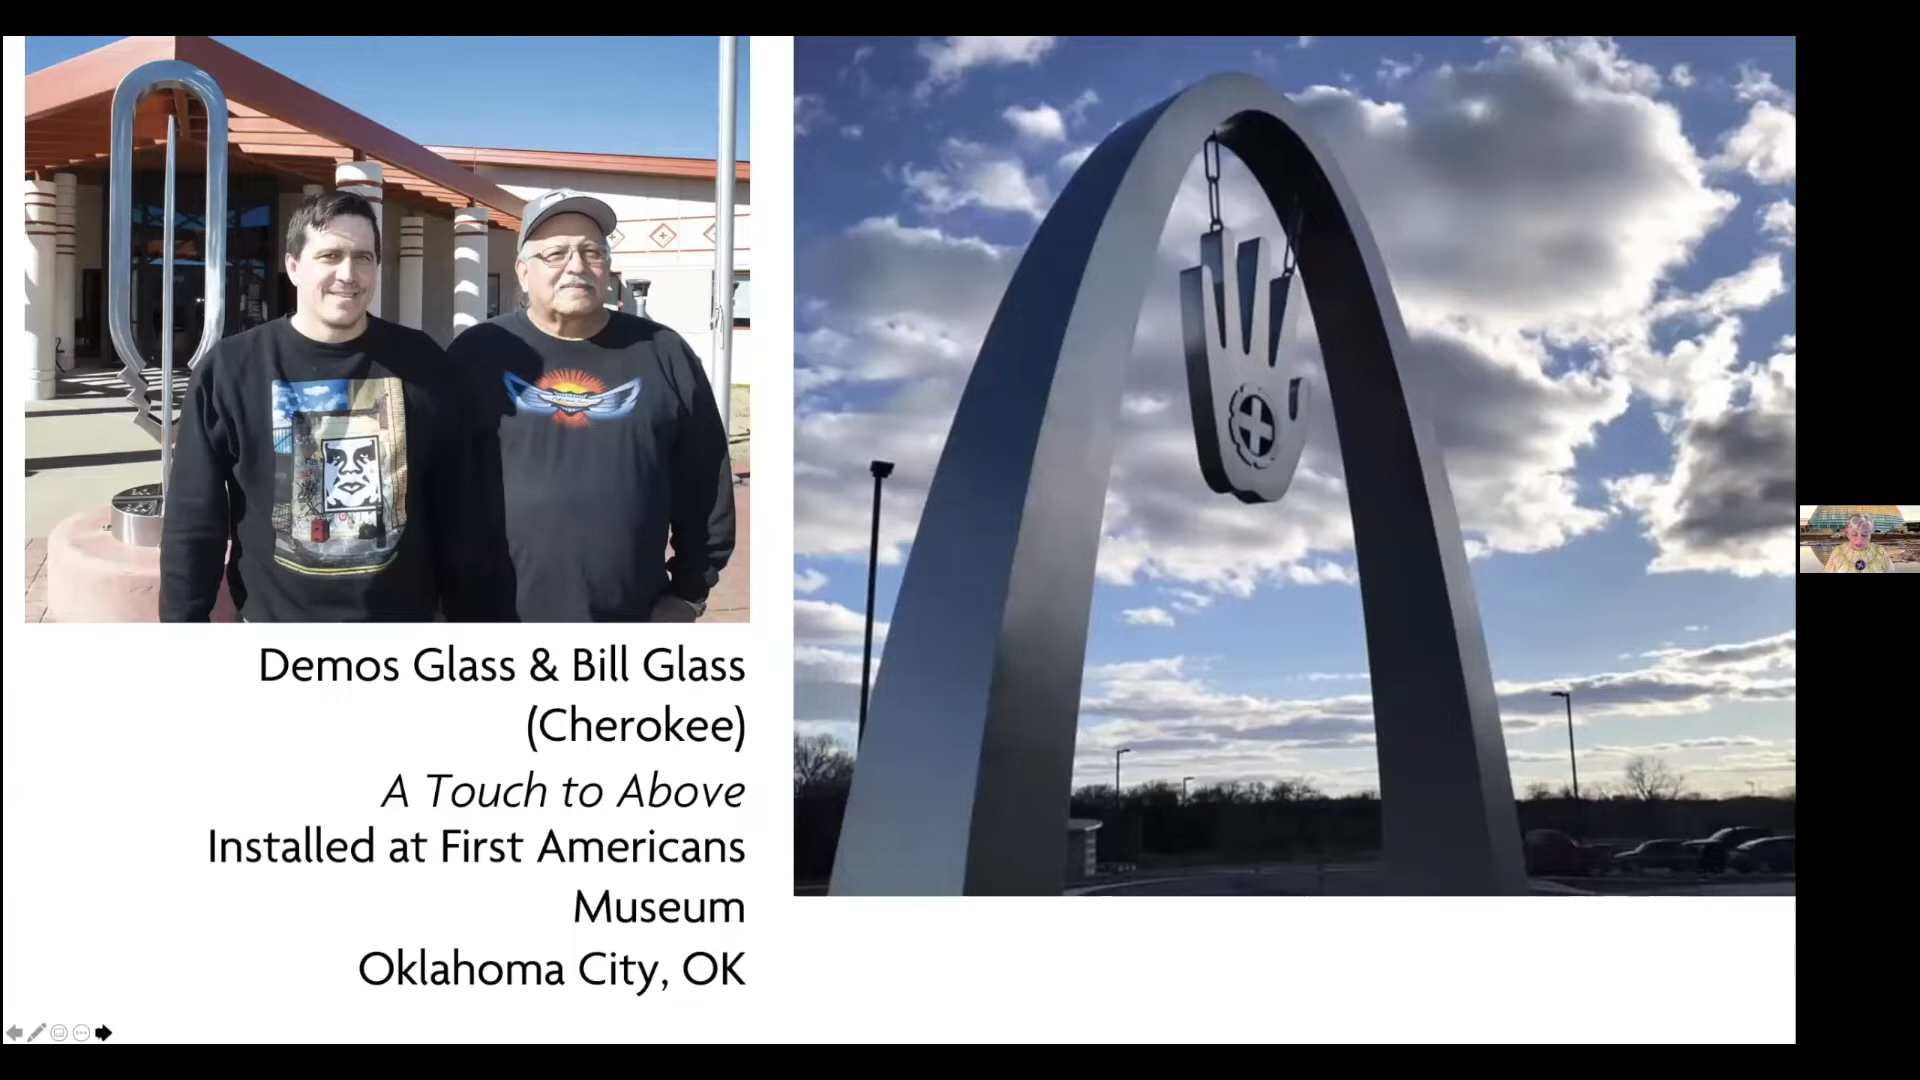 Demos Glass & Bill Glass
(Cherokee)
A Touch to Above
Installed at First Americans
Museum
Oklahoma City, OK